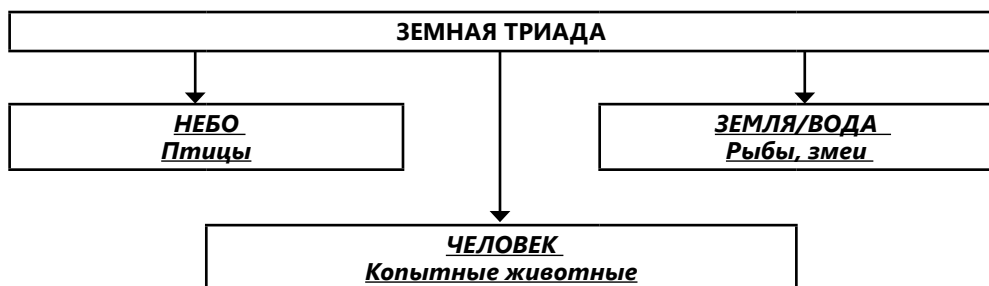 ЗЕМНАЯ ТРИАДА
НЕБО
Птицы
ЗЕМЛЯ/ВОДА
Рыбы, змеи
ЧЕЛОВЕК
Копытные животные